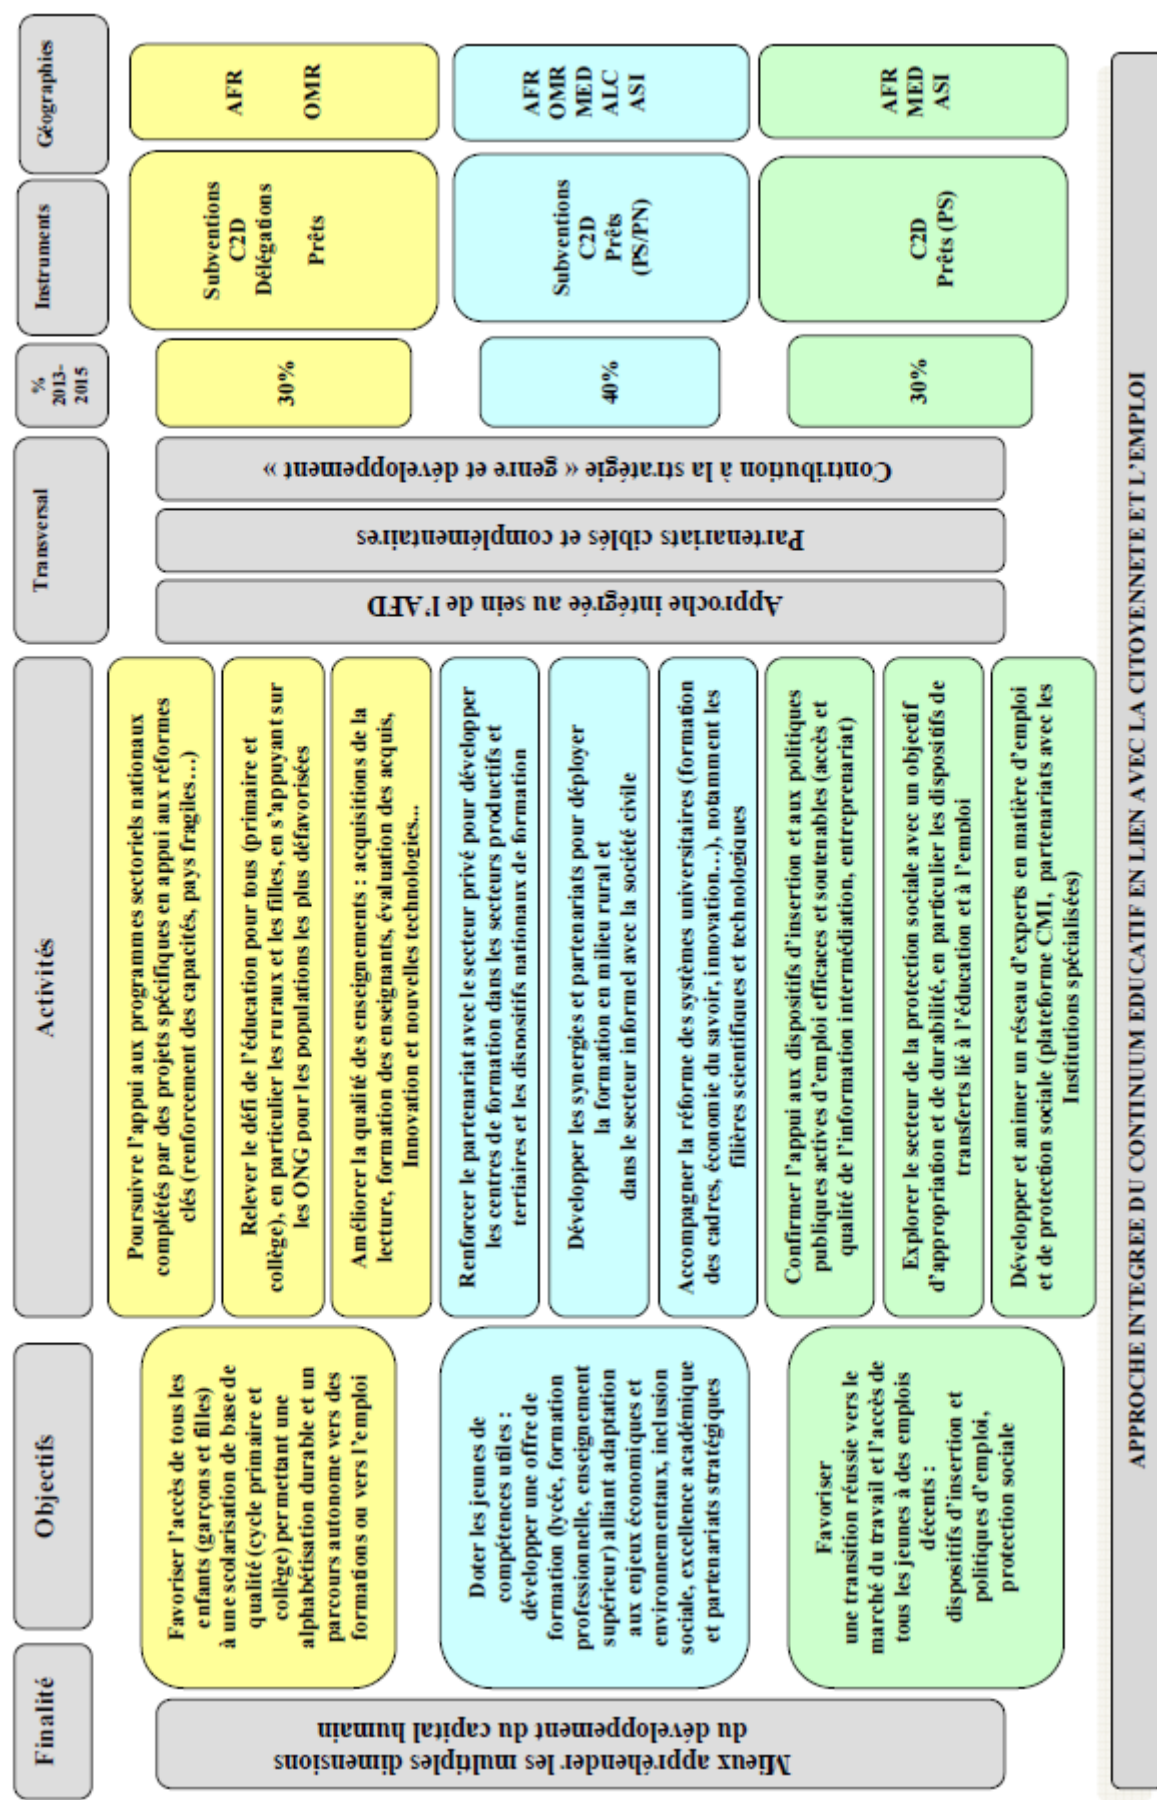 Finalité
Objectifs
Activités
Transversal
%
2013-
2015
Instruments
Géographies
Mieux appréhender les multiples dimensions
du développement du capital humain
Favoriser l'accès de tous les
enfants (garçons et filles)
à une scolarisation de base de
qualité (cycle primaire et
collège) permettant une
alphabétisation durable et un
parcours autonome vers des
formations ou vers l'emploi
Poursuivre l'appui aux programmes sectoriels nationaux
complétés par des projets spécifiques en appui aux réformes
clés (renforcement des capacités, pays fragiles…)
Relever le défi de l'éducation pour tous (primaire et
collège), en particulier les ruraux et les filles, en s'appuyant sur
les ONG pour les populations les plus défavorisées
Améliorer la qualité des enseignements : acquisitions de la
lecture, formation des enseignants, évaluation des acquis,
Innovation et nouvelles technologies...
Approche intégrée au sein de l'AFD
Partenariats ciblés et complémentaires
Contribution à la stratégie « genre et développement »
30%
Subventions
C2D
Délégations
Prêts
AFR
OMR
Doter les jeunes de
compétences utiles :
développer une offre de
formation (lycée, formation
professionnelle, enseignement
supérieur) alliant adaptation
aux enjeux économiques et
environnementaux, inclusion
sociale, excellence académique
et partenariats stratégiques
Renforcer le partenariat avec le secteur privé pour développer
les centres de formation dans les secteurs productifs et
tertiaires et les dispositifs nationaux de formation
Développer les synergies et partenariats pour déployer
la formation en milieu rural et
dans le secteur informel avec la société civile
Accompagner la réforme des systèmes universitaires (formation
des cadres, économie du savoir, innovation…), notamment les
filières scientifiques et technologiques
40%
Subventions
C2D
Prêts
(PS/PN)
AFR
OMR
MED
ALC
ASI
Favoriser
une transition réussie vers le
marché du travail et l'accès de
tous les jeunes à des emplois
décents :
dispositifs d'insertion et
politiques d'emploi,
protection sociale
Confirmer l'appui aux dispositifs d'insertion et aux politiques
publiques actives d'emploi efficaces et soutenables (accès et
qualité de l'information intermédiation, entreprenariat)
Explorer le secteur de la protection sociale avec un objectif
d'appropriation et de durabilité, en particulier les dispositifs de
transferts lié à l'éducation et à l'emploi
Développer et animer un réseau d'experts en matière d'emploi
et de protection sociale (plateforme CMI, partenariats avec les
Institutions spécialisées)
30%
C2D
Prêts (PS)
AFR
MED
ASI
APPROCHE INTEGREE DU CONTINUUM EDUCATIF EN LIEN AVEC LA CITOYENNETE ET L'EMPLOI